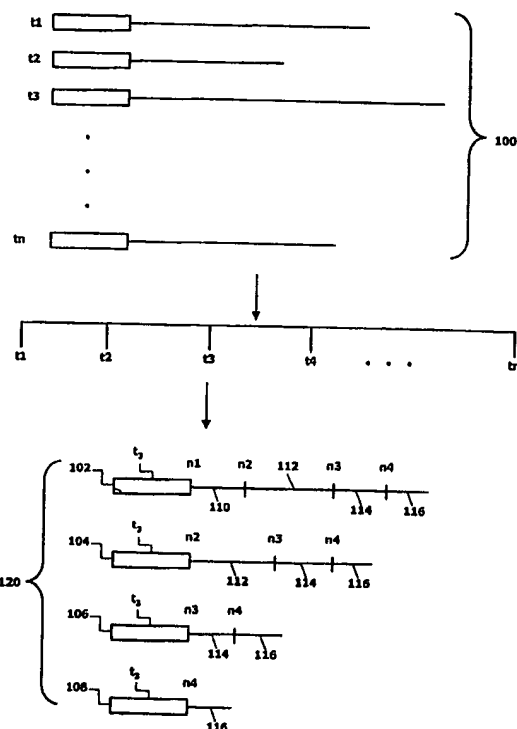 t1
t2
t3
100
tn
t1 t2 t3 t4 tn
102 t3 n1 n2 112 n3 n4
110 114 116
104 t3 n2 n3 n4
112 114 116
120
106 t3 n3 n4
114 116
108 t3 n4
116